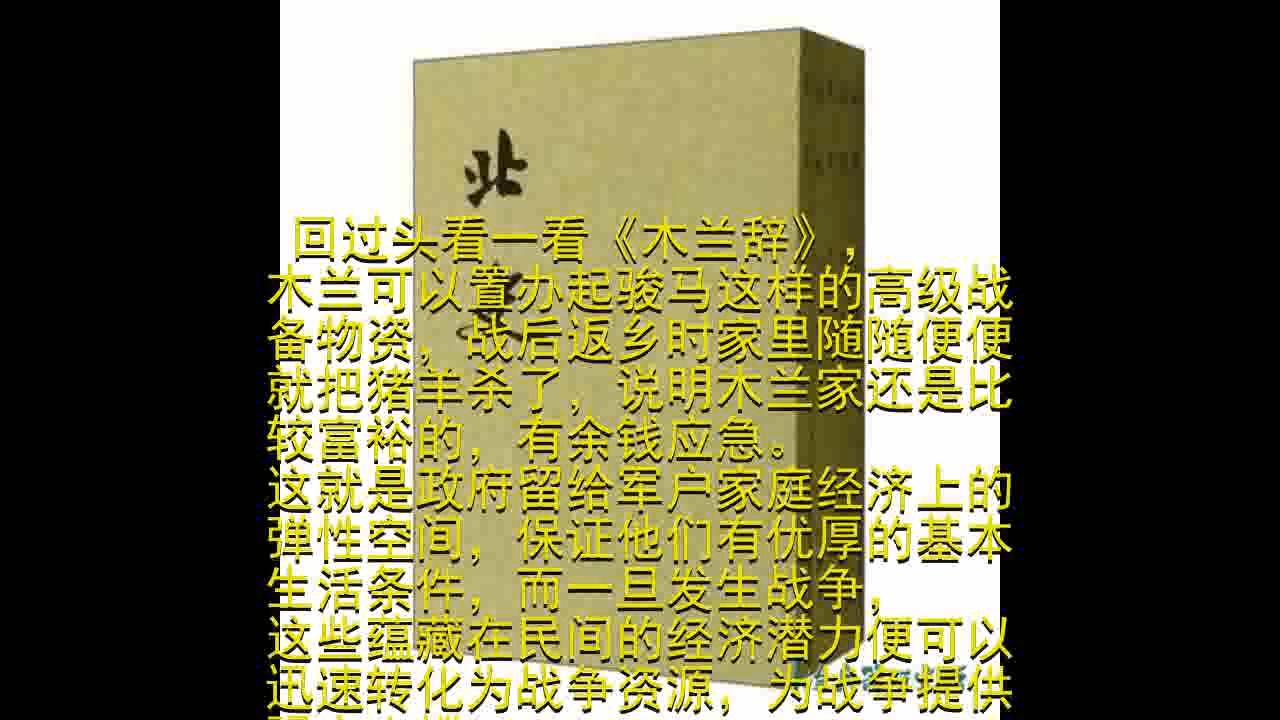 北
回过头看一看《木兰辞》，
木兰可以置办起骏马这样的高级战
备物资，战后返乡时家里随随便便
就把猪羊杀了，说明木兰家还是比
较富裕的，有余钱应急。
这就是政府留给军户家庭经济上的
弹性空间，保证他们有优厚的基本
生活条件，而一旦发生战争，
这些蕴藏在民间的经济潜力便可以
迅速转化为战争资源，为战争提供